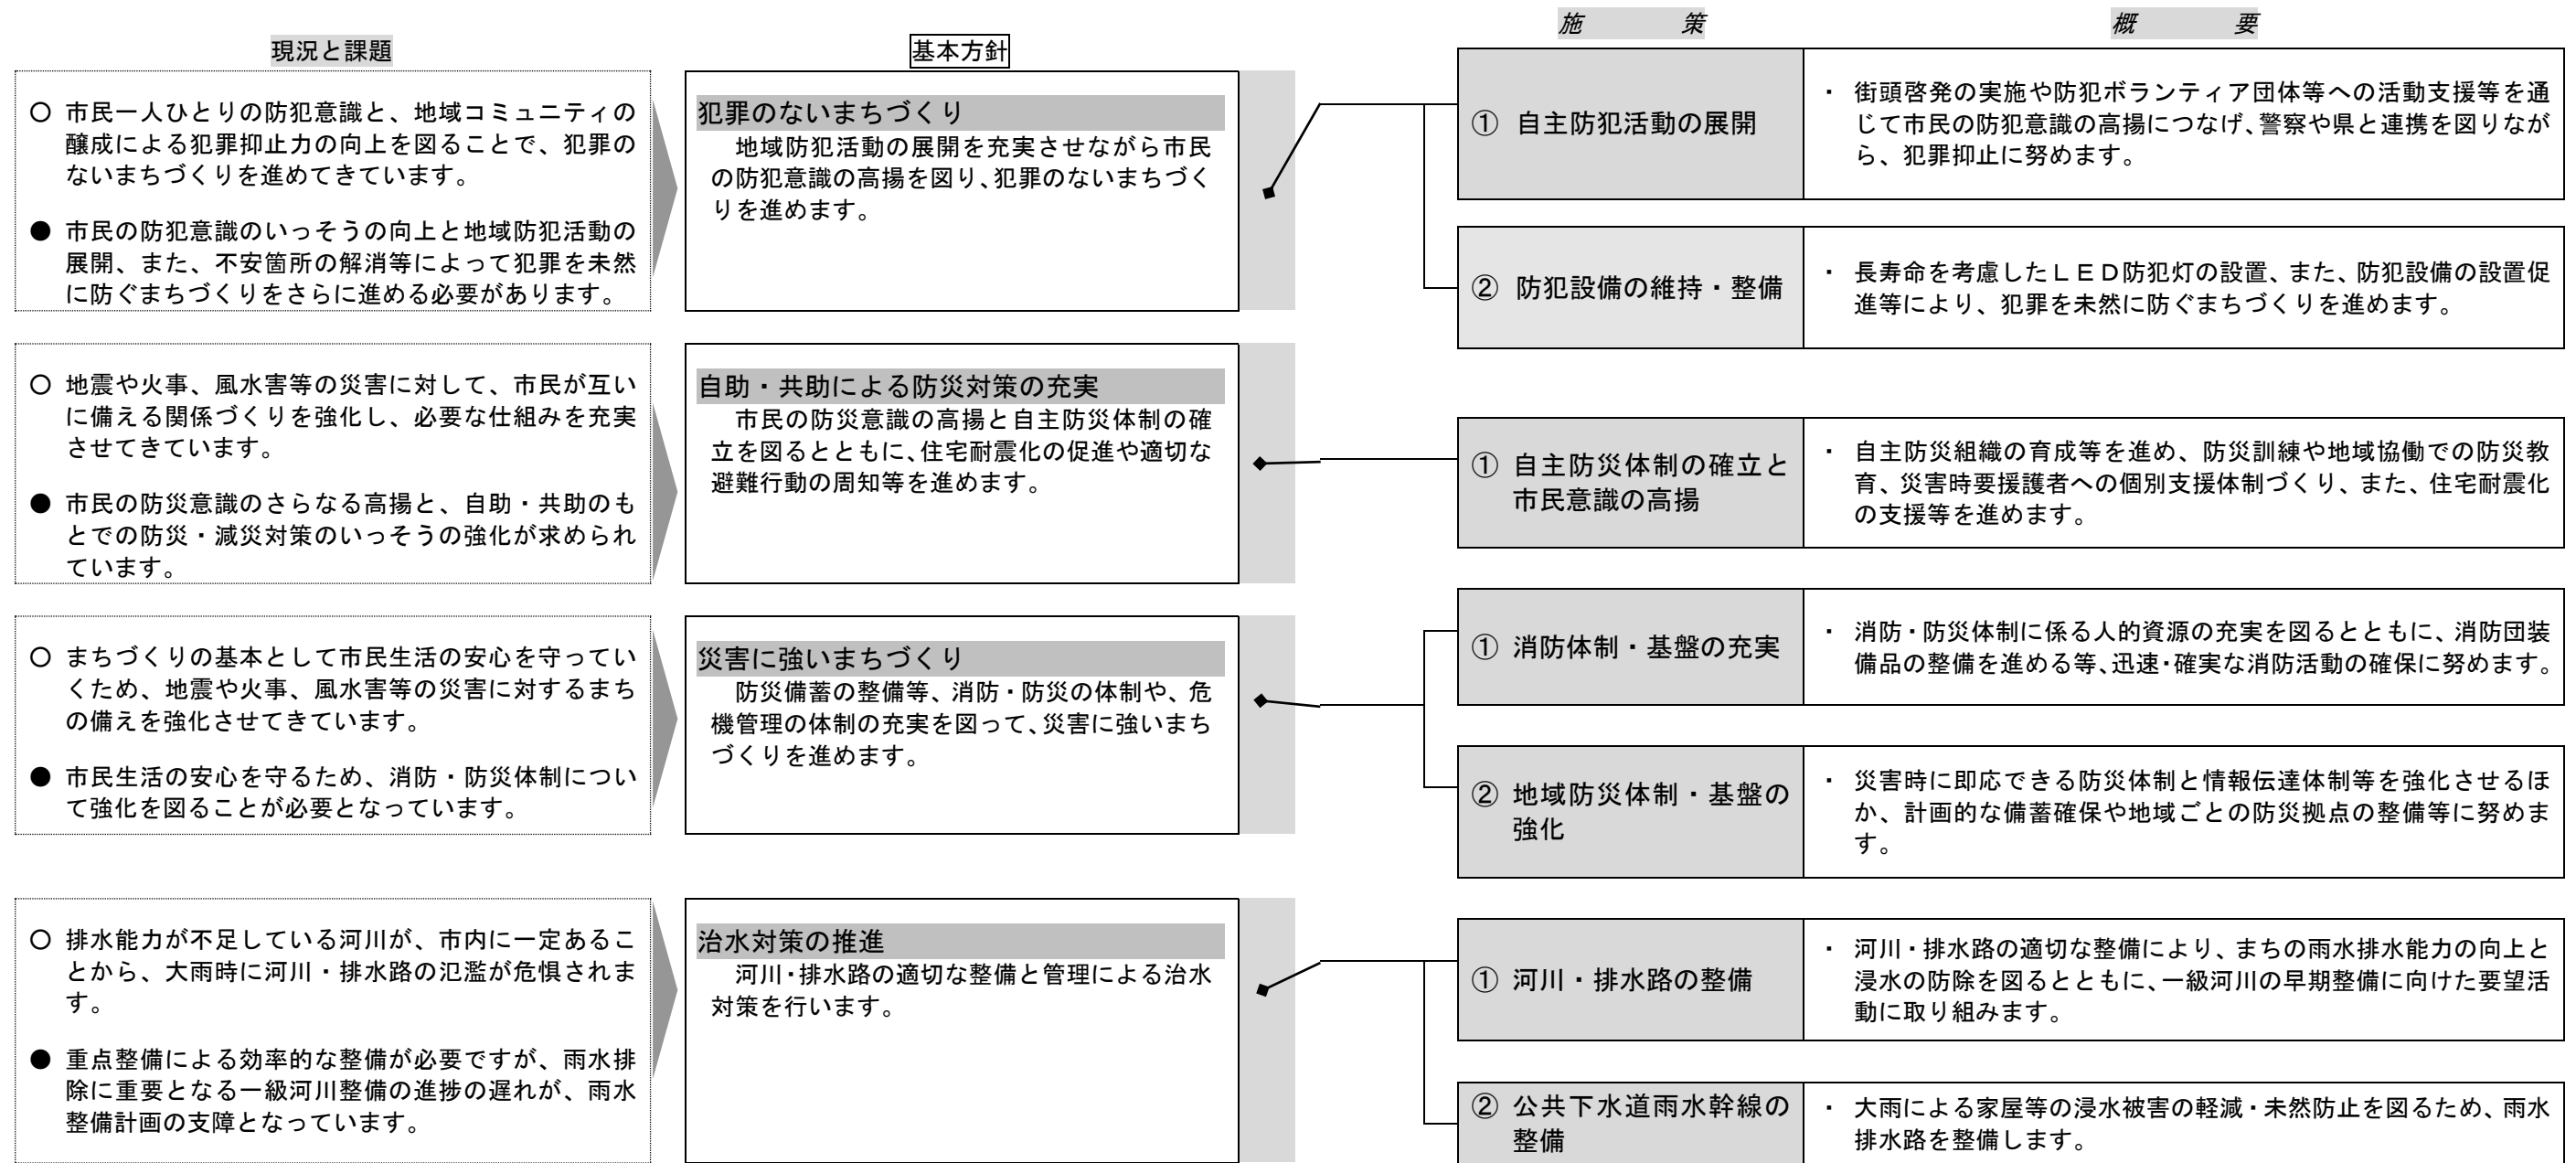 現況と課題
基本方針
施 策
概 要
○ 市民一人ひとりの防犯意識と、地域コミュニティの
醸成による犯罪抑止力の向上を図ることで、犯罪の
ないまちづくりを進めてきています。
● 市民の防犯意識のいっそうの向上と地域防犯活動の
展開、また、不安箇所の解消等によって犯罪を未然
に防ぐまちづくりをさらに進める必要があります。
犯罪のないまちづくり
地域防犯活動の展開を充実させながら市民
の防犯意識の高揚を図り、犯罪のないまちづく
りを進めます。
① 自主防犯活動の展開
・ 街頭啓発の実施や防犯ボランティア団体等への活動支援等を通
じて市民の防犯意識の高揚につなげ、警察や県と連携を図りなが
ら、犯罪抑止に努めます。
② 防犯設備の維持・整備
・ 長寿命を考慮したＬＥＤ防犯灯の設置、また、防犯設備の設置促
進等により、犯罪を未然に防ぐまちづくりを進めます。
○ 地震や火事、風水害等の災害に対して、市民が互い
に備える関係づくりを強化し、必要な仕組みを充実
させてきています。
● 市民の防災意識のさらなる高揚と、自助・共助のも
とでの防災・減災対策のいっそうの強化が求められ
ています。
自助・共助による防災対策の充実
市民の防災意識の高揚と自主防災体制の確
立を図るとともに、住宅耐震化の促進や適切な
避難行動の周知等を進めます。
① 自主防災体制の確立と
市民意識の高揚
・ 自主防災組織の育成等を進め、防災訓練や地域協働での防災教
育、災害時要援護者への個別支援体制づくり、また、住宅耐震化
の支援等を進めます。
○ まちづくりの基本として市民生活の安心を守ってい
くため、地震や火事、風水害等の災害に対するまち
の備えを強化させてきています。
● 市民生活の安心を守るため、消防・防災体制につい
て強化を図ることが必要となっています。
災害に強いまちづくり
防災備蓄の整備等、消防・防災の体制や、危
機管理の体制の充実を図って、災害に強いまち
づくりを進めます。
① 消防体制・基盤の充実
・ 消防・防災体制に係る人的資源の充実を図るとともに、消防団装
備品の整備を進める等、迅速・確実な消防活動の確保に努めます。
② 地域防災体制・基盤の
強化
・ 災害時に即応できる防災体制と情報伝達体制等を強化させるほ
か、計画的な備蓄確保や地域ごとの防災拠点の整備等に努めま
す。
○ 排水能力が不足している河川が、市内に一定あるこ
とから、大雨時に河川・排水路の氾濫が危惧されま
す。
● 重点整備による効率的な整備が必要ですが、雨水排
除に重要となる一級河川整備の進捗の遅れが、雨水
整備計画の支障となっています。
治水対策の推進
河川・排水路の適切な整備と管理による治水
対策を行います。
① 河川・排水路の整備
・ 河川・排水路の適切な整備により、まちの雨水排水能力の向上と
浸水の防除を図るとともに、一級河川の早期整備に向けた要望活
動に取り組みます。
② 公共下水道雨水幹線の
整備
・ 大雨による家屋等の浸水被害の軽減・未然防止を図るため、雨水
排水路を整備します。